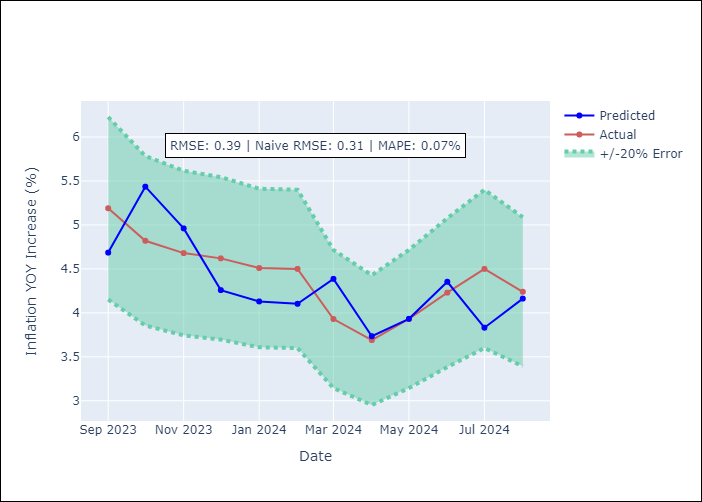 RMSE: 0.39 | Naive RMSE: 0.31 | MAPE: 0.07%
Predicted
Actual
+/-20% Error
Inflation YOY Increase (%)
6
5.5
5
4.5
4
3.5
3
Sep 2023
Nov 2023
Jan 2024
Mar 2024
May 2024
Jul 2024
Date